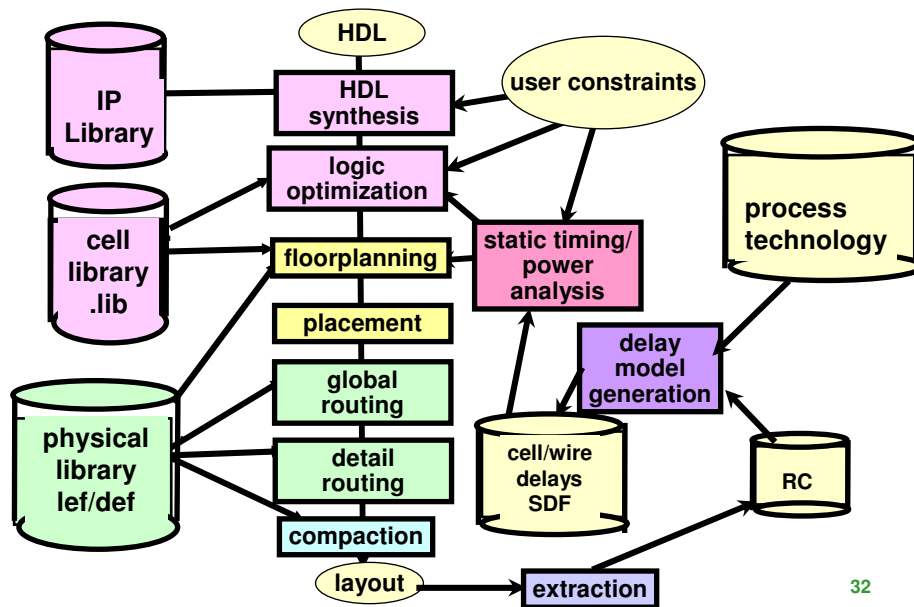 HDL
IP
Library
HDL
synthesis
user constraints
logic
optimization
cell
library
.lib
floorplanning
static timing/
power
analysis
process
technology
placement
delay
model
generation
global
routing
physical
library
lef/def
detail
routing
cell/wire
delays
SDF
RC
compaction
layout
extraction
32